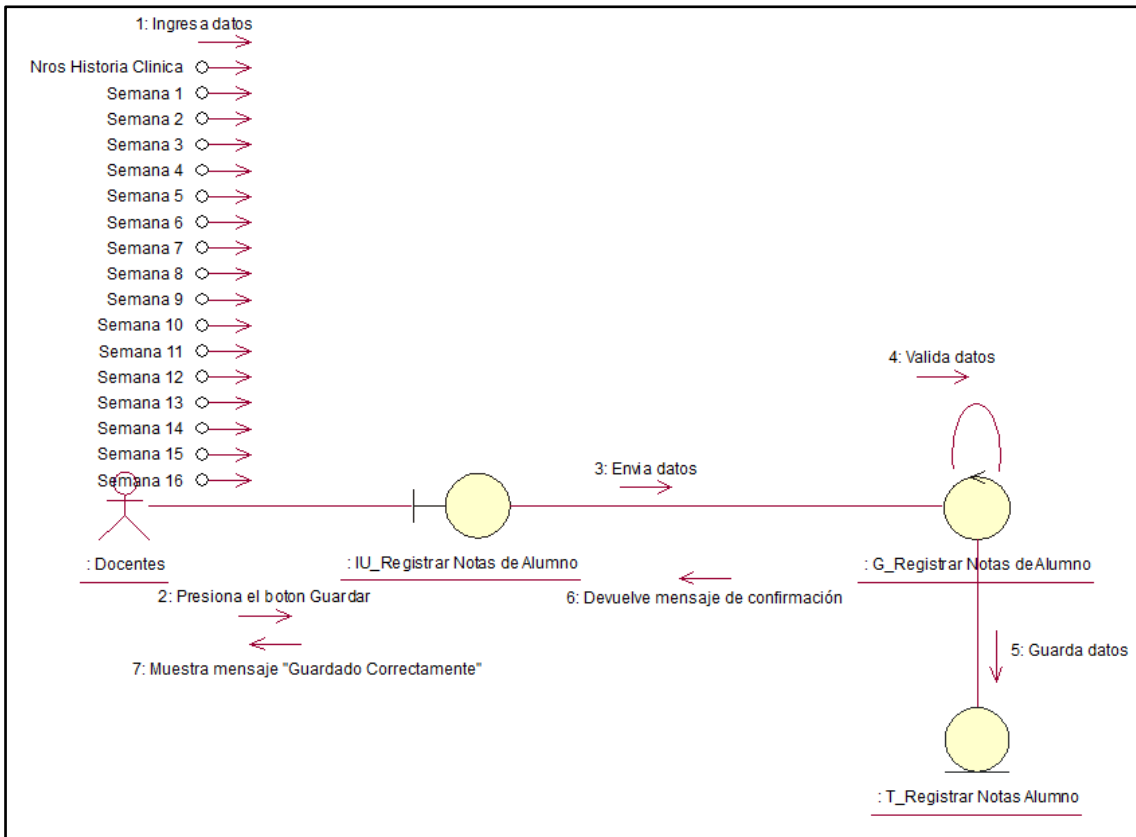 1: Ingresa datos
Nros Historia Clinica
Semana 1
Semana 2
Semana 3
Semana 4
Semana 5
Semana 6
Semana 7
Semana 8
Semana 9
Semana 10
Semana 11
Semana 12
Semana 13
Semana 14
Semana 15
Semana 16
4: Valida datos
3: Envia datos
: Docentes
: IU_Registrar Notas de Alumno
: G_Registrar Notas de Alumno
2: Presiona el boton Guardar
6: Devuelve mensaje de confirmación
7: Muestra mensaje "Guardado Correctamente"
5: Guarda datos
: T_Registrar Notas Alumno